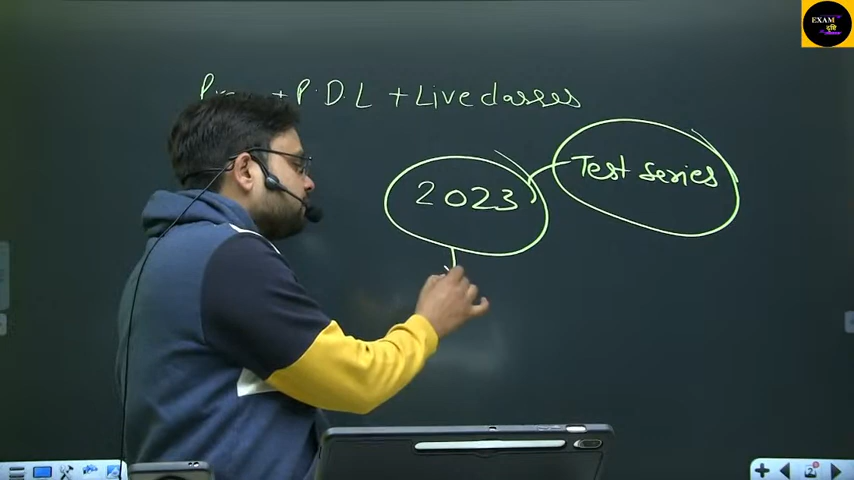 + P.D.L + Live classes
2023
Test series
EXAM
दृष्टि